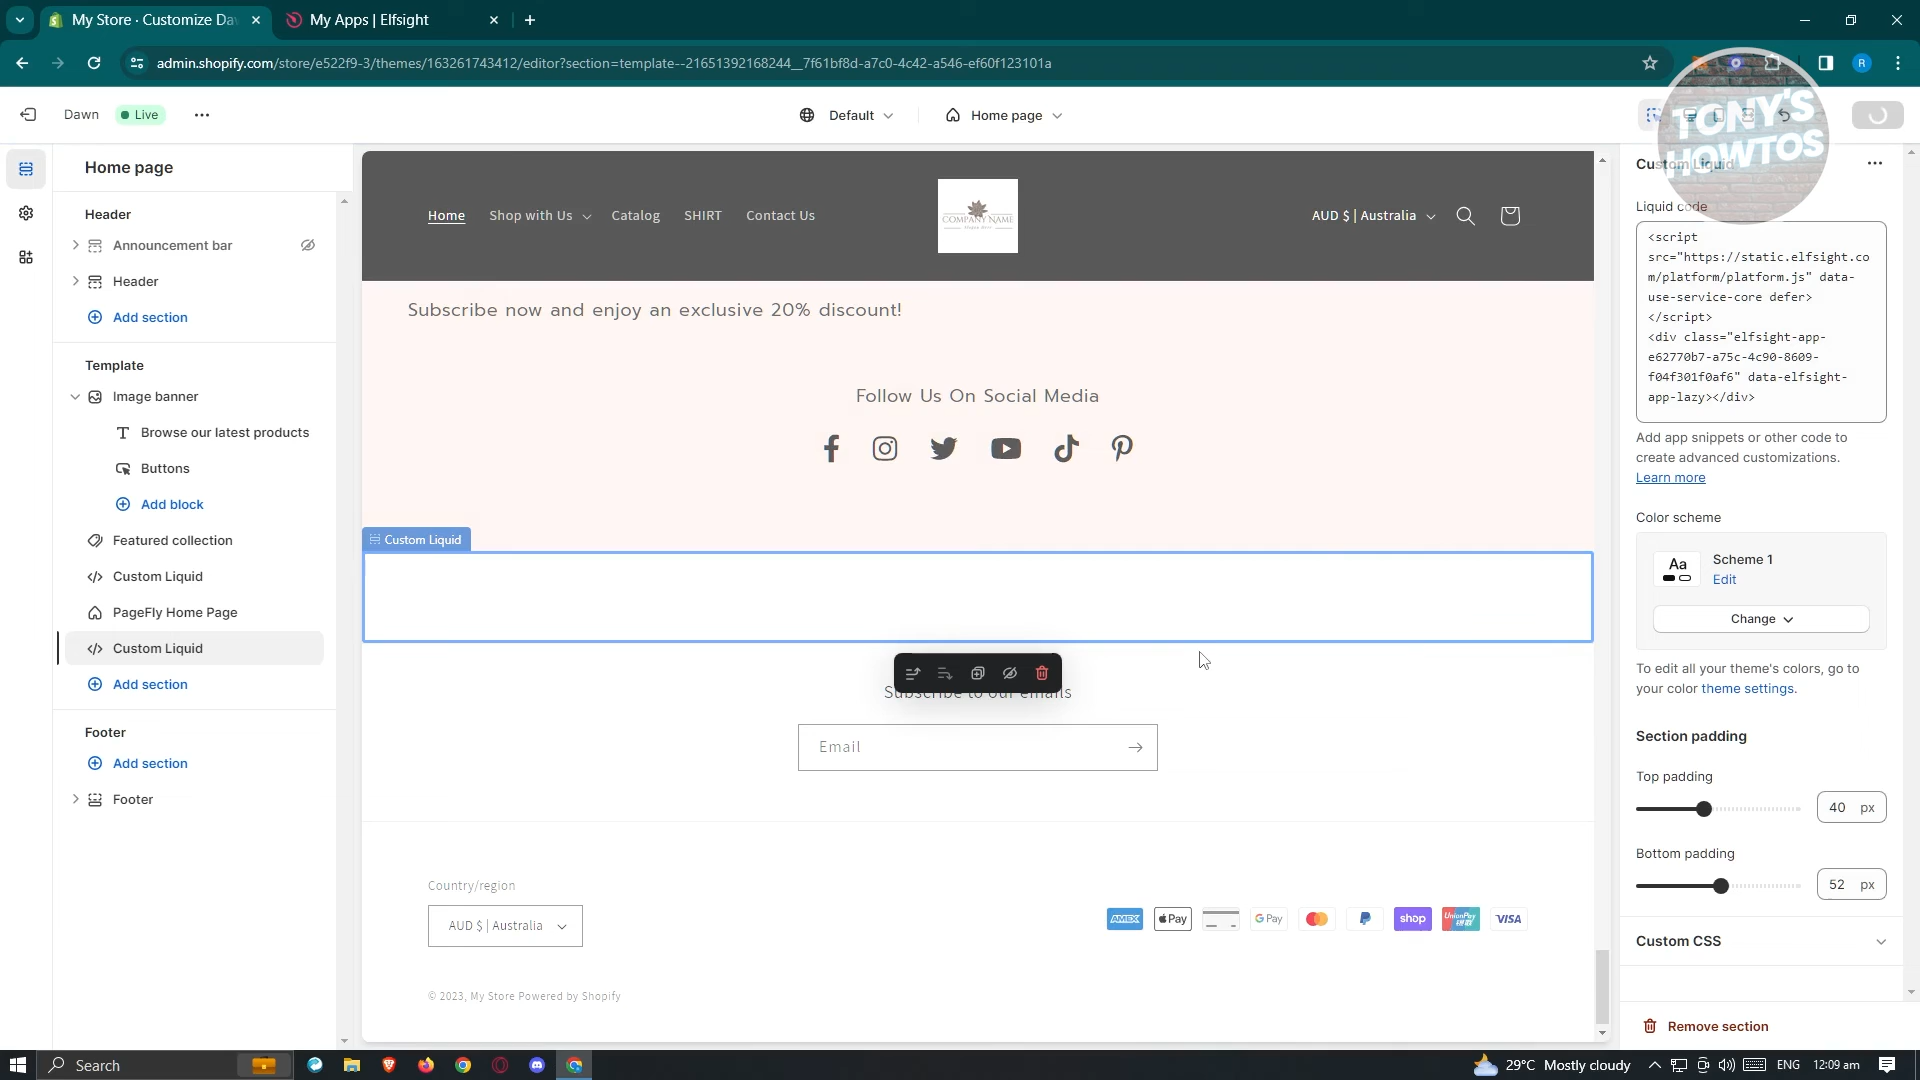 My Store · Customize Da
My Apps | Elfsight
admin.shopify.com/store/e522f9-3/themes/163261743412/editor?section=template--21651392168244__7f61bf8d-a7c0-4c42-a546-ef60f123101a
R
Dawn
Live
Default
Home page
TONY'S
HOWTOS
Home page
Header
Announcement bar
Header
Add section
Template
Image banner
Browse our latest products
Buttons
Add block
Featured collection
Custom Liquid
PageFly Home Page
Custom Liquid
Add section
Footer
Add section
Footer
Home
Shop with Us
Catalog
SHIRT
Contact Us
COMPANY NAME
AUD $ | Australia
Subscribe now and enjoy an exclusive 20% discount!
Follow Us On Social Media
Custom Liquid
Subscribe to our emails
Email
Country/region
AUD $ | Australia
AMEX
Pay
G Pay
shop
UnionPay
VISA
© 2023, My Store Powered by Shopify
Custom Liquid
Liquid code
<script
src="https://static.elfsight.co
m/platform/platform.js" data-
use-service-core defer>
</script>
<div class="elfsight-app-
e62770b7-a75c-4c90-8609-
f04f301f0af6" data-elfsight-
app-lazy></div>
Add app snippets or other code to
create advanced customizations.
Learn more
Color scheme
Aa
Scheme 1
Edit
Change
To edit all your theme's colors, go to
your color theme settings.
Section padding
Top padding
40 px
Bottom padding
52 px
Custom CSS
Remove section
Search
29°C Mostly cloudy
ENG
12:09 am